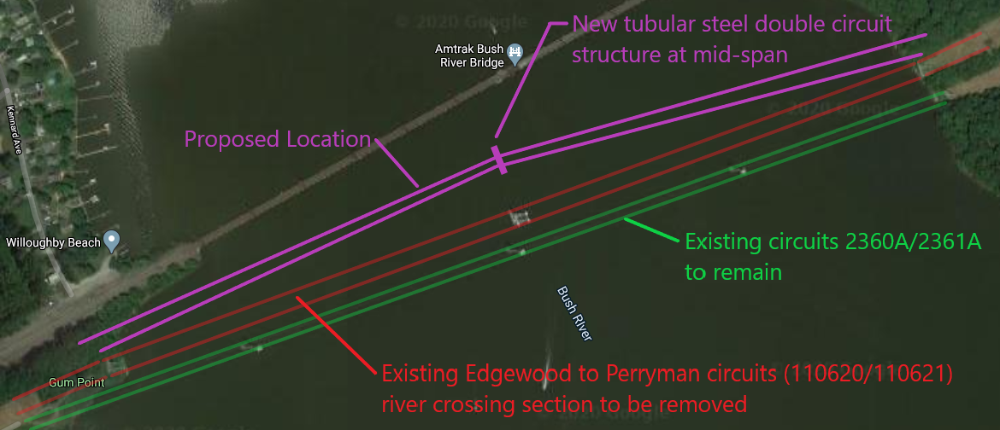 © 2020 Google
New tubular steel double circuit
structure at mid-span
Amtrak Bush
River Bridge
© 2020 Google
Kennard Ave
Proposed Location
Willoughby Beach
Existing circuits 2360A/2361A
to remain
Bush River
Existing Edgewood to Perryman circuits (110620/110621)
river crossing section to be removed
Gum Point
© 2020 Google